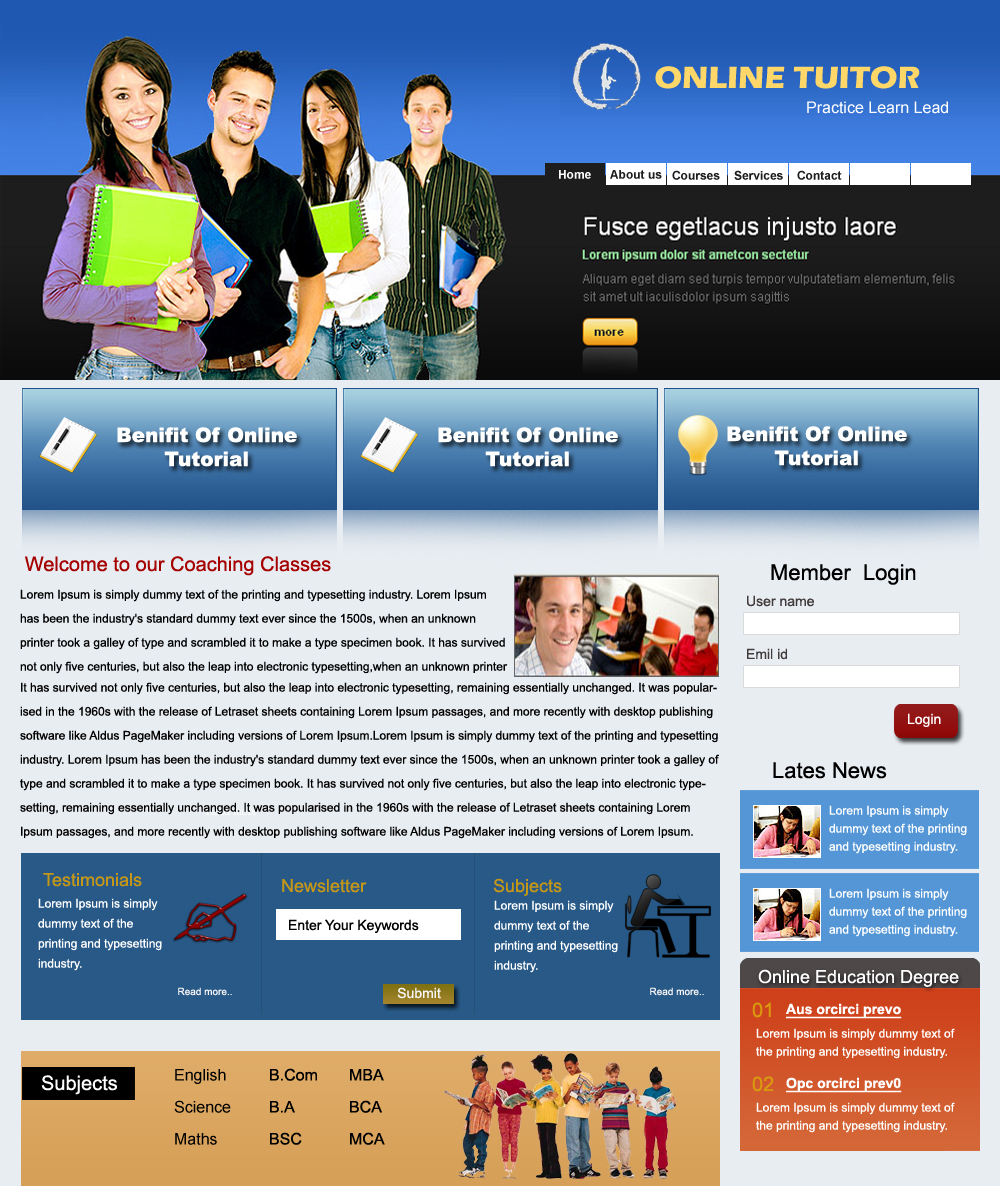 ONLINE TUITOR
Practice Learn Lead
Home About us Courses Services Contact
Fusce egetlacus injusto laore
Lorem ipsum dolor sit ametcon sectetur
Aliquam eget diam sed turpis tempor vulputatetiam elementum, felis
sit amet ult iaculisdolor ipsum sagittis
more
Benifit Of Online
Tutorial
Benifit Of Online
Tutorial
Benifit Of Online
Tutorial
Welcome to our Coaching Classes
Lorem Ipsum is simply dummy text of the printing and typesetting industry. Lorem Ipsum
has been the industry's standard dummy text ever since the 1500s, when an unknown
printer took a galley of type and scrambled it to make a type specimen book. It has survived
not only five centuries, but also the leap into electronic typesetting,when an unknown printer
It has survived not only five centuries, but also the leap into electronic typesetting, remaining essentially unchanged. It was popular-
ised in the 1960s with the release of Letraset sheets containing Lorem Ipsum passages, and more recently with desktop publishing
software like Aldus PageMaker including versions of Lorem Ipsum.Lorem Ipsum is simply dummy text of the printing and typesetting
industry. Lorem Ipsum has been the industry's standard dummy text ever since the 1500s, when an unknown printer took a galley of
type and scrambled it to make a type specimen book. It has survived not only five centuries, but also the leap into electronic type-
setting, remaining essentially unchanged. It was popularised in the 1960s with the release of Letraset sheets containing Lorem
Ipsum passages, and more recently with desktop publishing software like Aldus PageMaker including versions of Lorem Ipsum.
Member Login
User name
Emil id
Login
Lates News
Lorem Ipsum is simply
dummy text of the printing
and typesetting industry.
Lorem Ipsum is simply
dummy text of the printing
and typesetting industry.
Online Education Degree
01 Aus orcirci prevo
Lorem Ipsum is simply dummy text of
the printing and typesetting industry.
02 Opc orcirci prev0
Lorem Ipsum is simply dummy text of
the printing and typesetting industry.
Testimonials
Lorem Ipsum is simply
dummy text of the
printing and typesetting
industry.
Read more..
Newsletter
Enter Your Keywords
Submit
Subjects
Lorem Ipsum is simply
dummy text of the
printing and typesetting
industry.
Read more..
Subjects
English B.Com MBA
Science B.A BCA
Maths BSC MCA